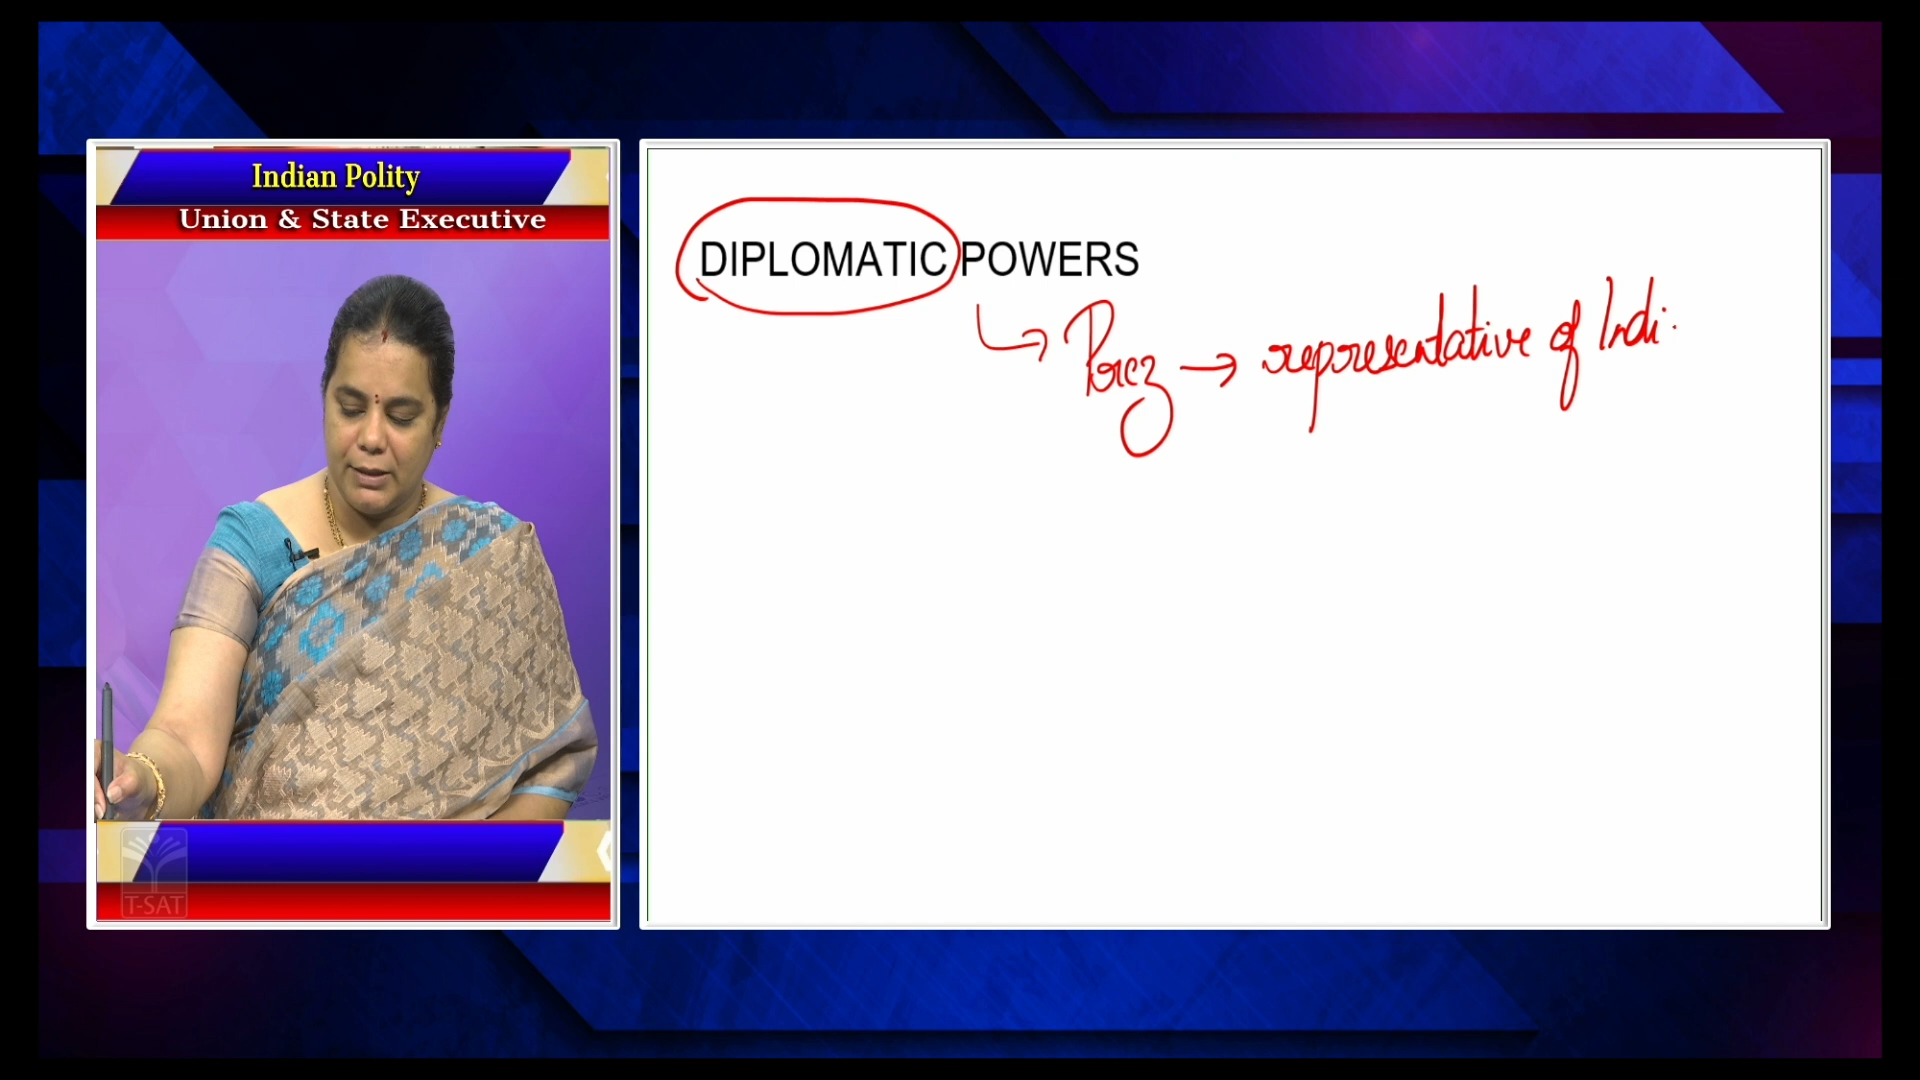 Indian Polity
Union & State Executive
DIPLOMATIC POWERS
Prez → representative of Indi
T-SAT